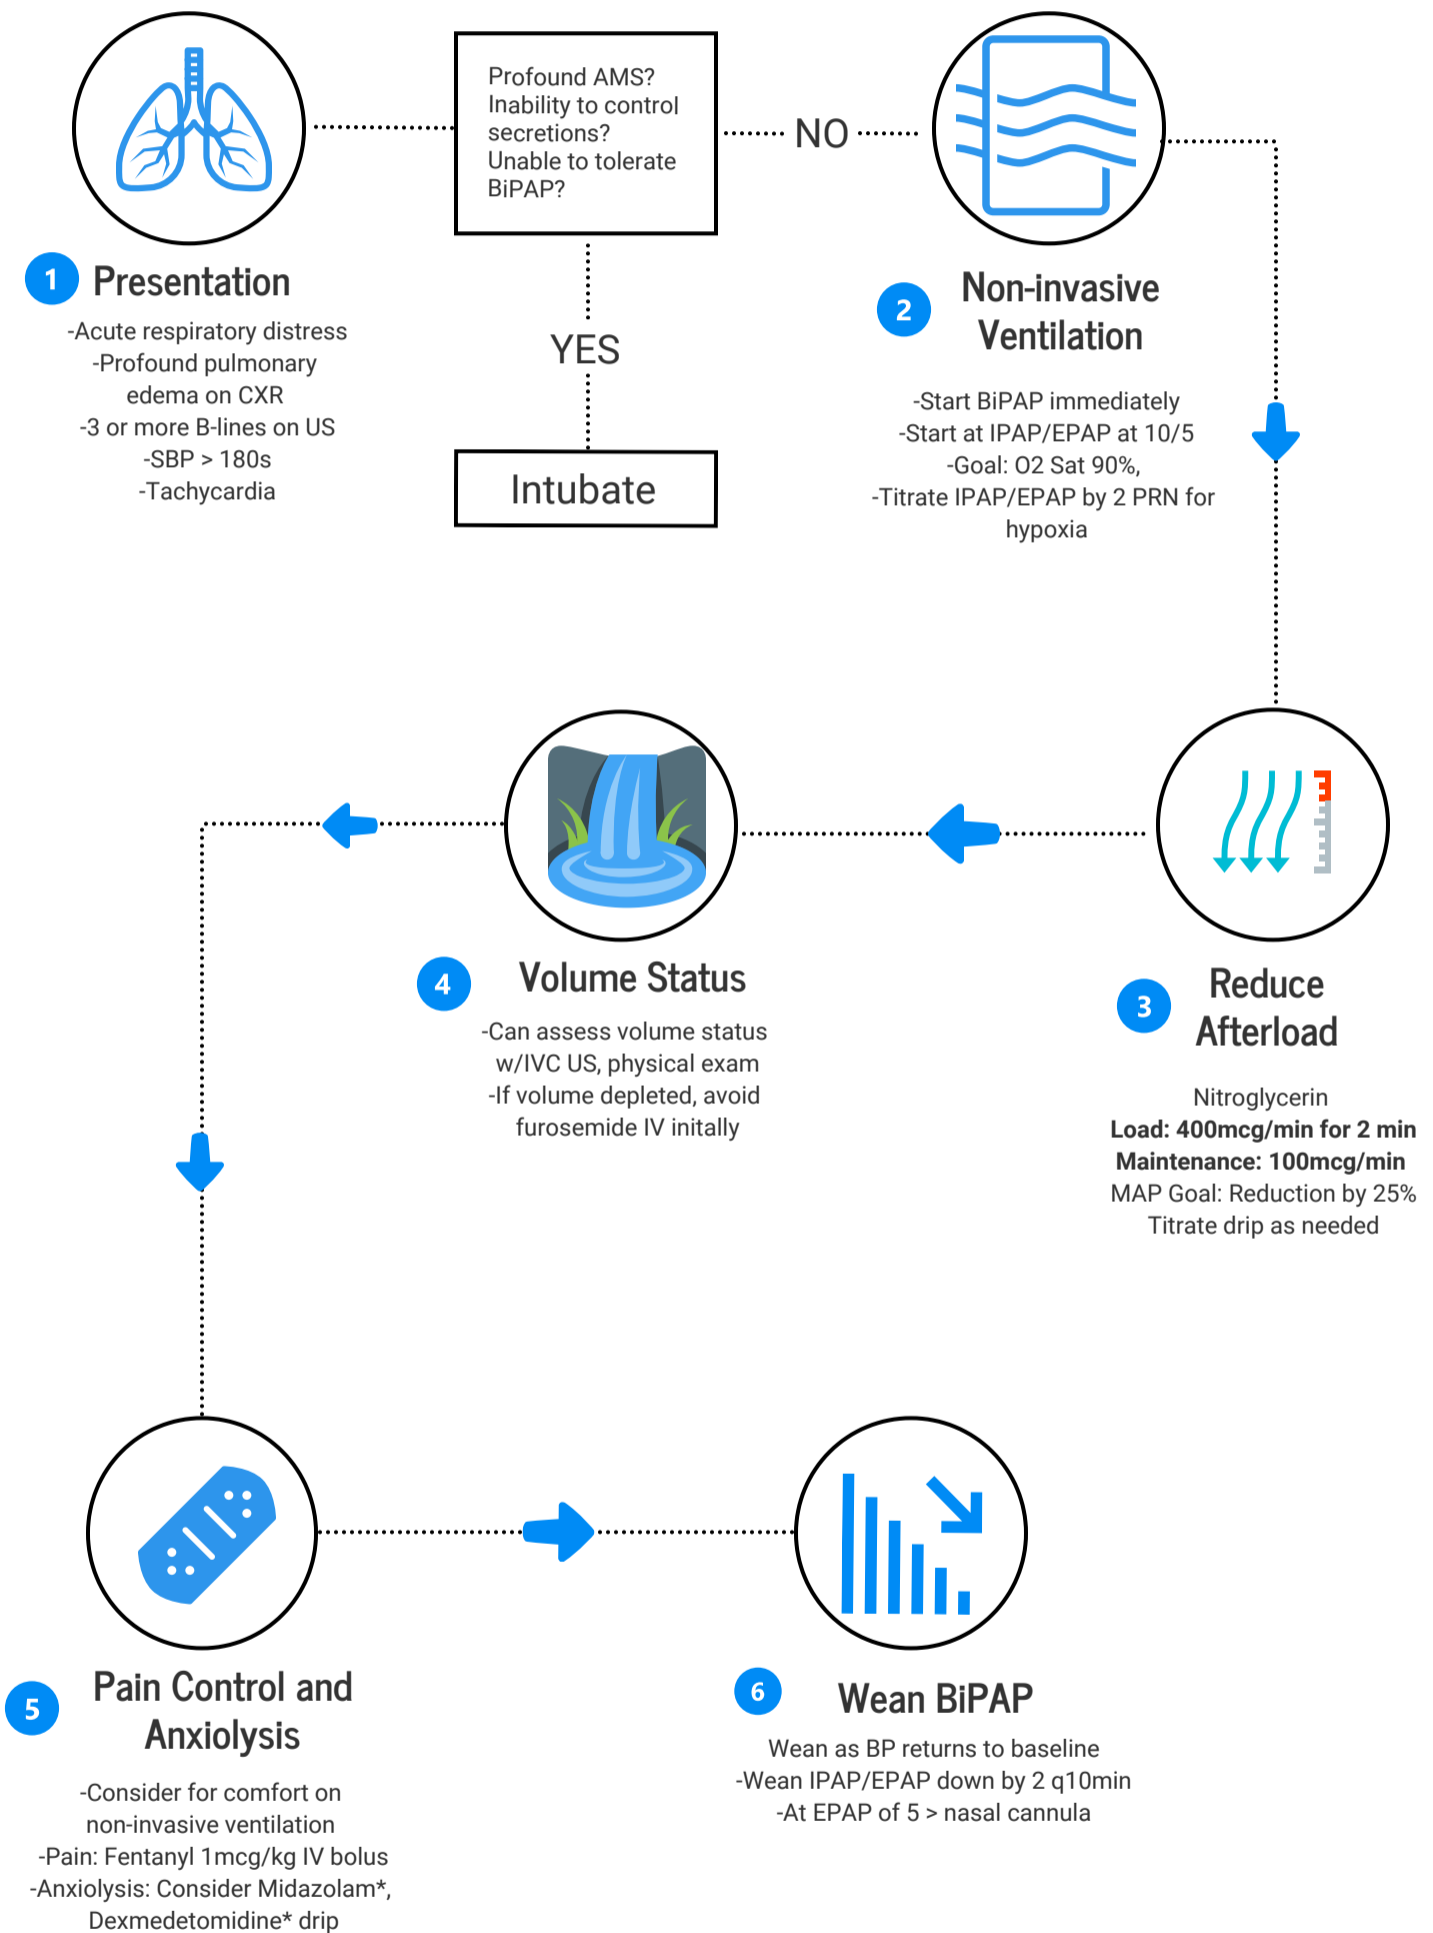 Profound AMS?
Inability to control
secretions?
Unable to tolerate
BiPAP?
NO
YES
Intubate
1
Presentation
-Acute respiratory distress
-Profound pulmonary
edema on CXR
-3 or more B-lines on US
-SBP > 180s
-Tachycardia
2
Non-invasive
Ventilation
-Start BiPAP immediately
-Start at IPAP/EPAP at 10/5
-Goal: O2 Sat 90%,
-Titrate IPAP/EPAP by 2 PRN for
hypoxia
3
Reduce
Afterload
Nitroglycerin
Load: 400mcg/min for 2 min
Maintenance: 100mcg/min
MAP Goal: Reduction by 25%
Titrate drip as needed
4
Volume Status
-Can assess volume status
w/IVC US, physical exam
-If volume depleted, avoid
furosemide IV initally
5
Pain Control and
Anxiolysis
-Consider for comfort on
non-invasive ventilation
-Pain: Fentanyl 1mcg/kg IV bolus
-Anxiolysis: Consider Midazolam*,
Dexmedetomidine* drip
6
Wean BiPAP
Wean as BP returns to baseline
-Wean IPAP/EPAP down by 2 q10min
-At EPAP of 5 > nasal cannula